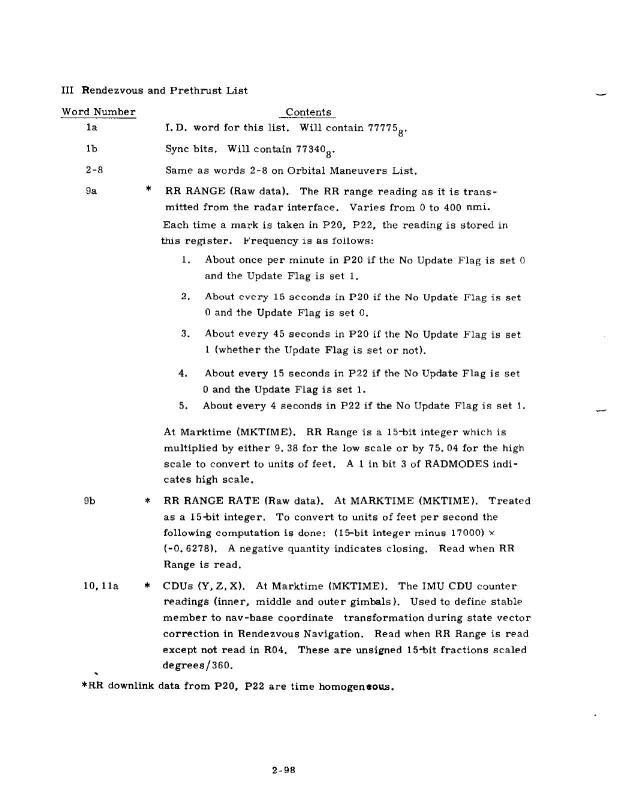 III Rendezvous and Prethrust List
Word Number Contents
1a I. D. word for this list. Will contain 77775₈.
1b Sync bits. Will contain 77340₈.
2-8 Same as words 2-8 on Orbital Maneuvers List.
9a * RR RANGE (Raw data). The RR range reading as it is trans-
mitted from the radar interface. Varies from 0 to 400 nmi.
Each time a mark is taken in P20, P22, the reading is stored in
this register. Frequency is as follows:
1. About once per minute in P20 if the No Update Flag is set 0
and the Update Flag is set 1.
2. About every 15 seconds in P20 if the No Update Flag is set
0 and the Update Flag is set 0.
3. About every 45 seconds in P20 if the No Update Flag is set
1 (whether the Update Flag is set or not).
4. About every 15 seconds in P22 if the No Update Flag is set
0 and the Update Flag is set 1.
5. About every 4 seconds in P22 if the No Update Flag is set 1.
At Marktime (MKTIME). RR Range is a 15-bit integer which is
multiplied by either 9.38 for the low scale or by 75.04 for the high
scale to convert to units of feet. A 1 in bit 3 of RADMODES indi-
cates high scale.
9b * RR RANGE RATE (Raw data). At MARKTIME (MKTIME). Treated
as a 15-bit integer. To convert to units of feet per second the
following computation is done: (15-bit integer minus 17000) ×
(-0.6278). A negative quantity indicates closing. Read when RR
Range is read.
10, 11a * CDUs (Y, Z, X). At Marktime (MKTIME). The IMU CDU counter
readings (inner, middle and outer gimbals). Used to define stable
member to nav-base coordinate transformation during state vector
correction in Rendezvous Navigation. Read when RR Range is read
except not read in R04. These are unsigned 15-bit fractions scaled
degrees/360.
*RR downlink data from P20, P22 are time homogeneous.
2-98